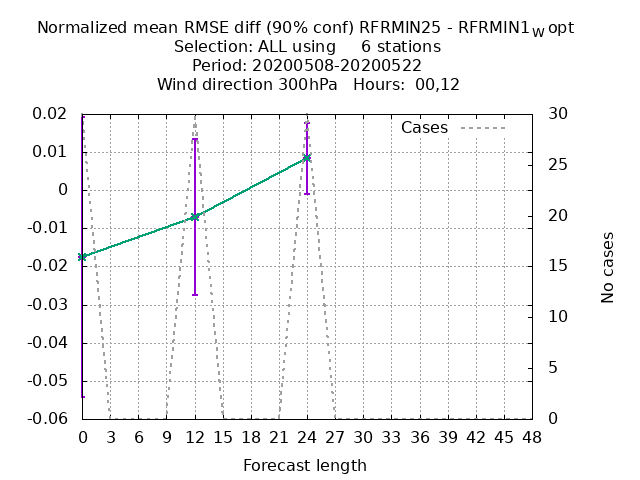 Normalized mean RMSE diff (90% conf) RFRMIN25 - RFRMIN1W opt
Selection: ALL using 6 stations
Period: 20200508-20200522
Wind direction 300hPa Hours: 00,12
Cases
0.02
0.01
0
-0.01
-0.02
-0.03
-0.04
-0.05
-0.06
30
25
20
15
10
5
0
No cases
0 3 6 9 12 15 18 21 24 27 30 33 36 39 42 45 48
Forecast length